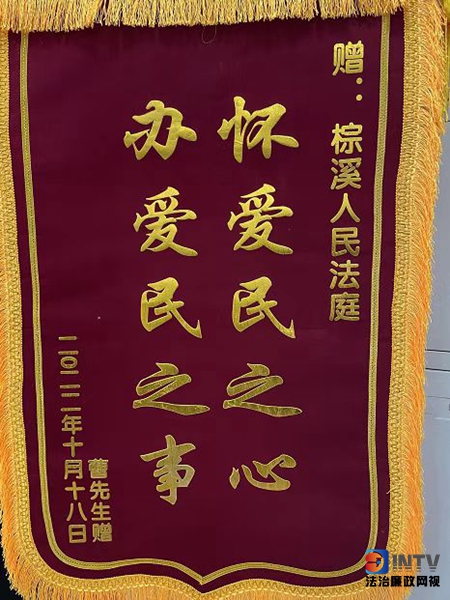 赠：棕溪人民法庭
怀爱民之心
办爱民之事
曹先生赠
二〇二二年十月十八日
INTV
法治廉政网视